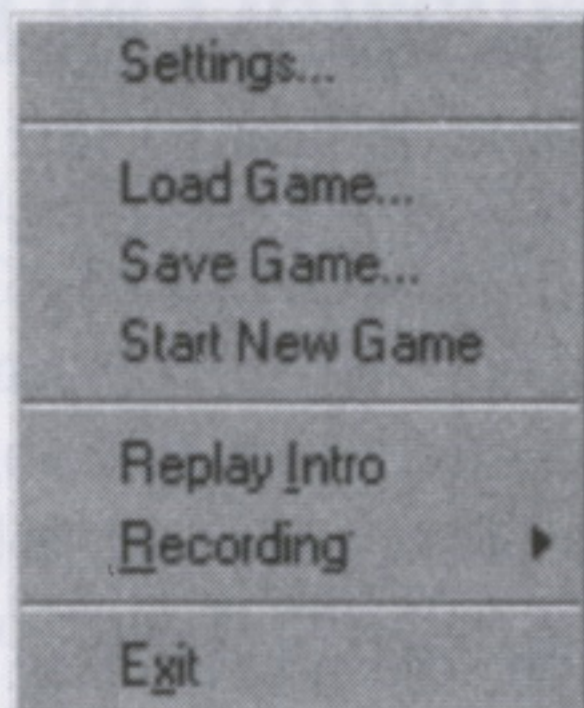 Settings...
Load Game...
Save Game...
Start New Game
Replay Intro
Recording
Exit